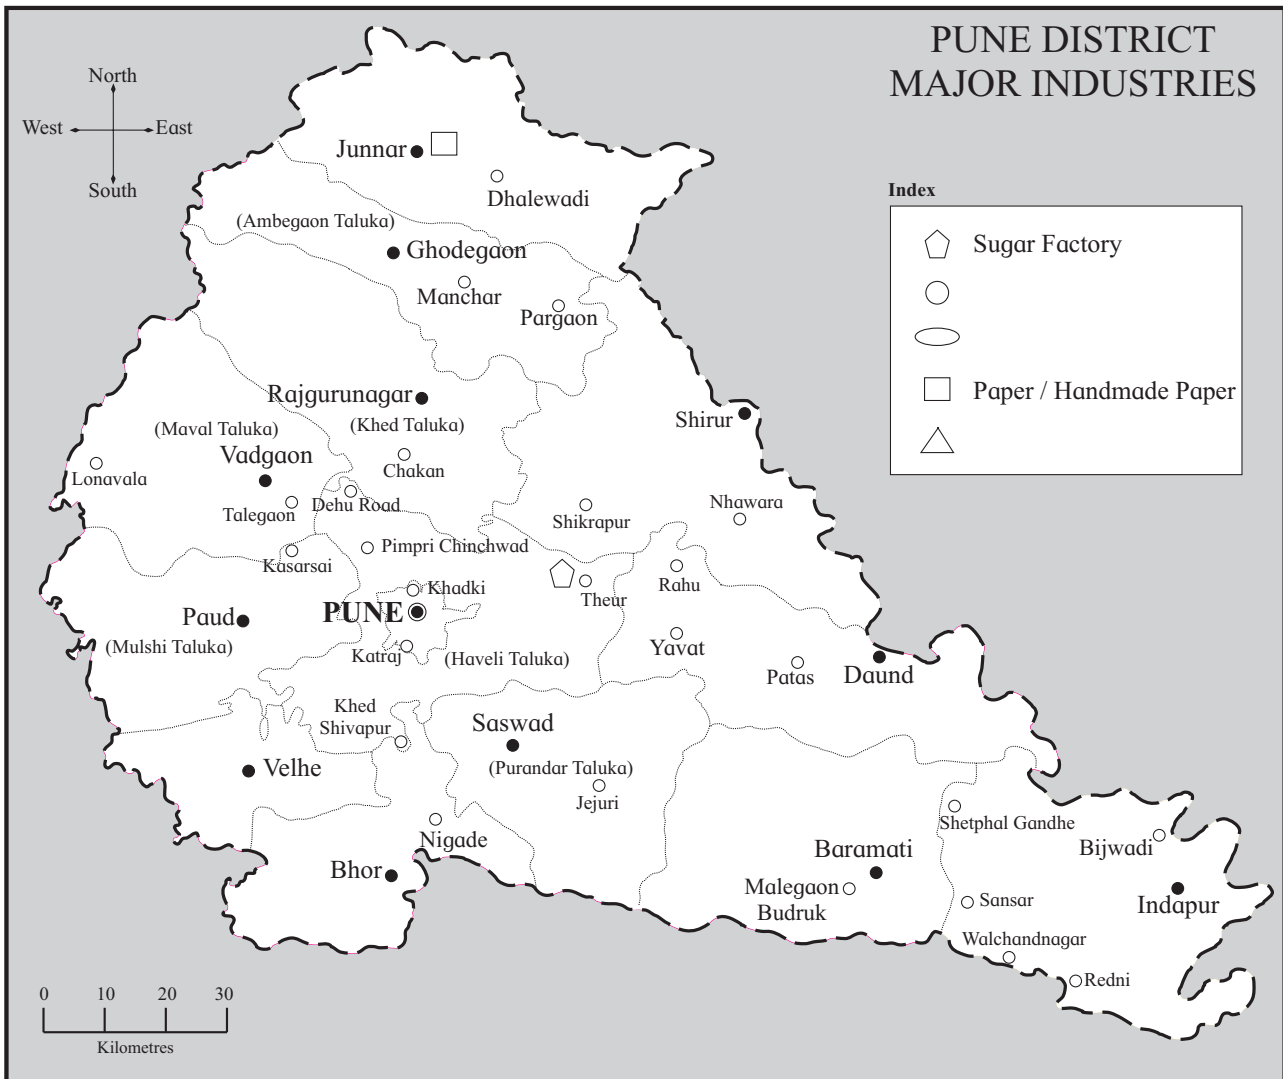 PUNE DISTRICT
MAJOR INDUSTRIES
North
West
East
South
Index
Sugar Factory
Paper / Handmade Paper
Junnar
Dhalewadi
(Ambegaon Taluka)
Ghodegaon
Manchar
Pargaon
Rajgurunagar
(Khed Taluka)
Shirur
(Maval Taluka)
Vadgaon
Chakan
Lonavala
Talegaon
Dehu Road
Nhawara
Shikrapur
Pimpri Chinchwad
Kasarsai
Khadki
Theur
Rahu
PUNE
Paud
(Mulshi Taluka)
Katraj
(Haveli Taluka)
Yavat
Patas
Daund
Khed
Shivapur
Saswad
Velhe
(Purandar Taluka)
Jejuri
Nigade
Shetphal Gandhe
Bijwadi
Bhor
Baramati
Malegaon
Budruk
Sansar
Indapur
Walchandnagar
Redni
0 10 20 30
Kilometres